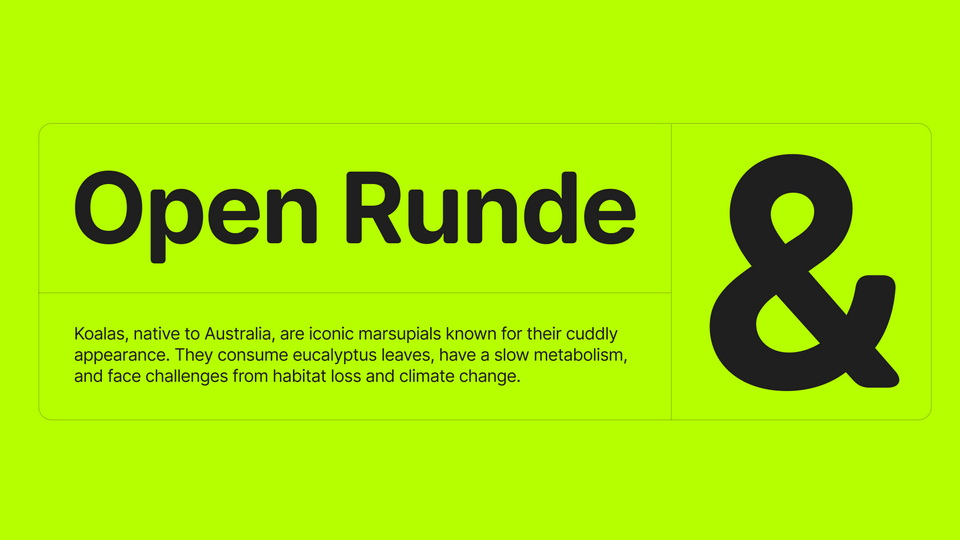 Open Runde
Koalas, native to Australia, are iconic marsupials known for their cuddly
appearance. They consume eucalyptus leaves, have a slow metabolism,
and face challenges from habitat loss and climate change.
&